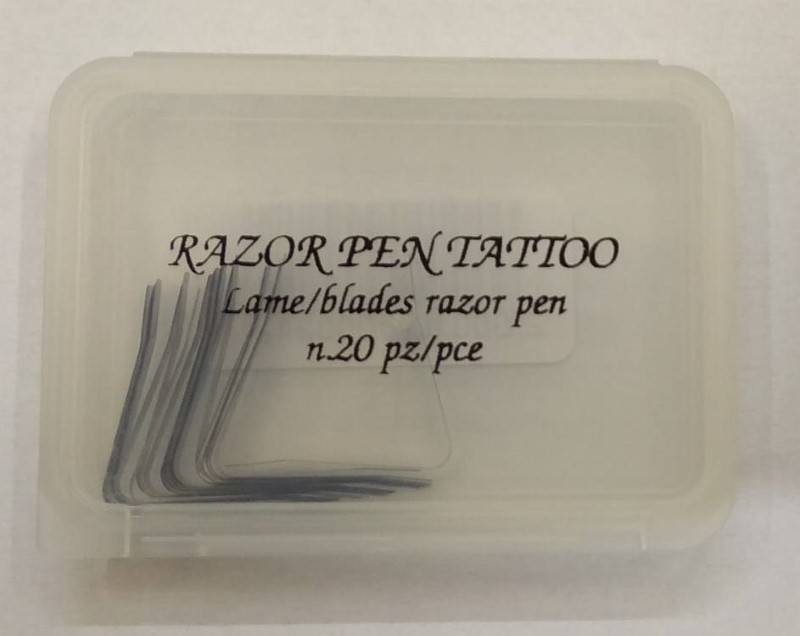 RAZOR PEN TATTOO
Lame/blades razor pen
n.20 pz/pce